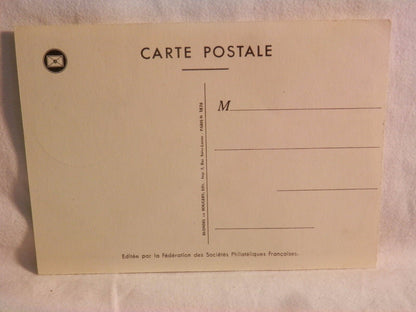 CARTE POSTALE
M
Editée par la Fédération des Sociétés Philatéliques Françaises.